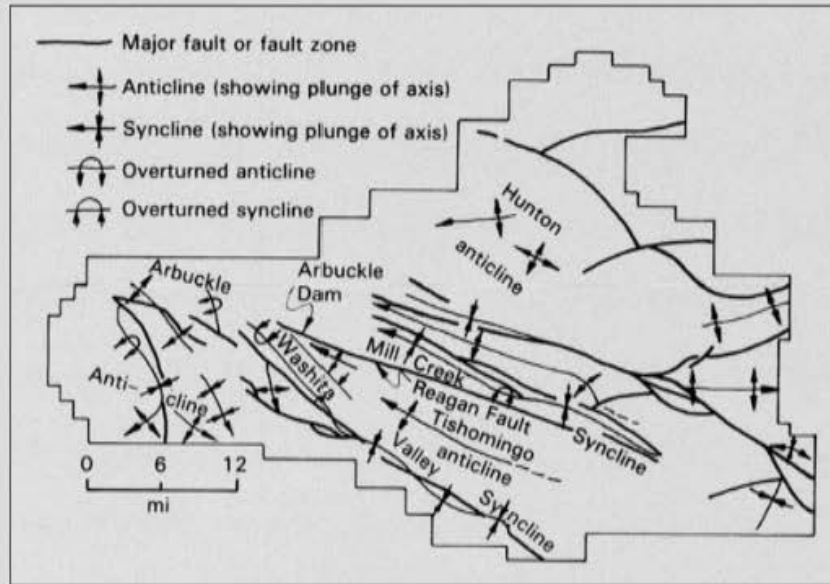 Major fault or fault zone
Anticline (showing plunge of axis)
Syncline (showing plunge of axis)
Overturned anticline
Overturned syncline
Hunton
anticline
Arbuckle
Arbuckle
Dam
Washita
Mill Creek
Anti-
cline
Reagan Fault
Tishomingo
anticline
Syncline
Valley
Syncline
0 6 12
mi